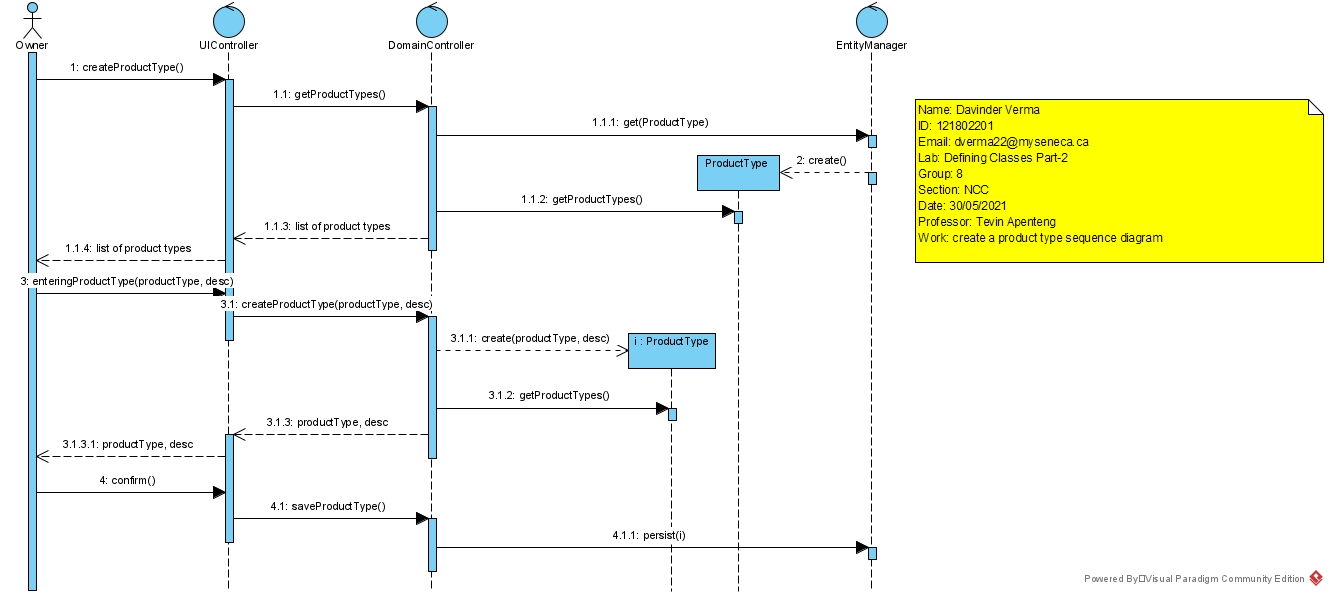 Owner
UIController
DomainController
EntityManager
1: createProductType()
1.1: getProductTypes()
1.1.1: get(ProductType)
ProductType
2: create()
1.1.2: getProductTypes()
1.1.3: list of product types
1.1.4: list of product types
3: enteringProductType(productType, desc)
3.1: createProductType(productType, desc)
3.1.1: create(productType, desc)
i : ProductType
3.1.2: getProductTypes()
3.1.3: productType, desc
3.1.3.1: productType, desc
4: confirm()
4.1: saveProductType()
4.1.1: persist(i)
Name: Davinder Verma
ID: 121802201
Email: dverma22@myseneca.ca
Lab: Defining Classes Part-2
Group: 8
Section: NCC
Date: 30/05/2021
Professor: Tevin Apenteng
Work: create a product type sequence diagram
Powered By□Visual Paradigm Community Edition